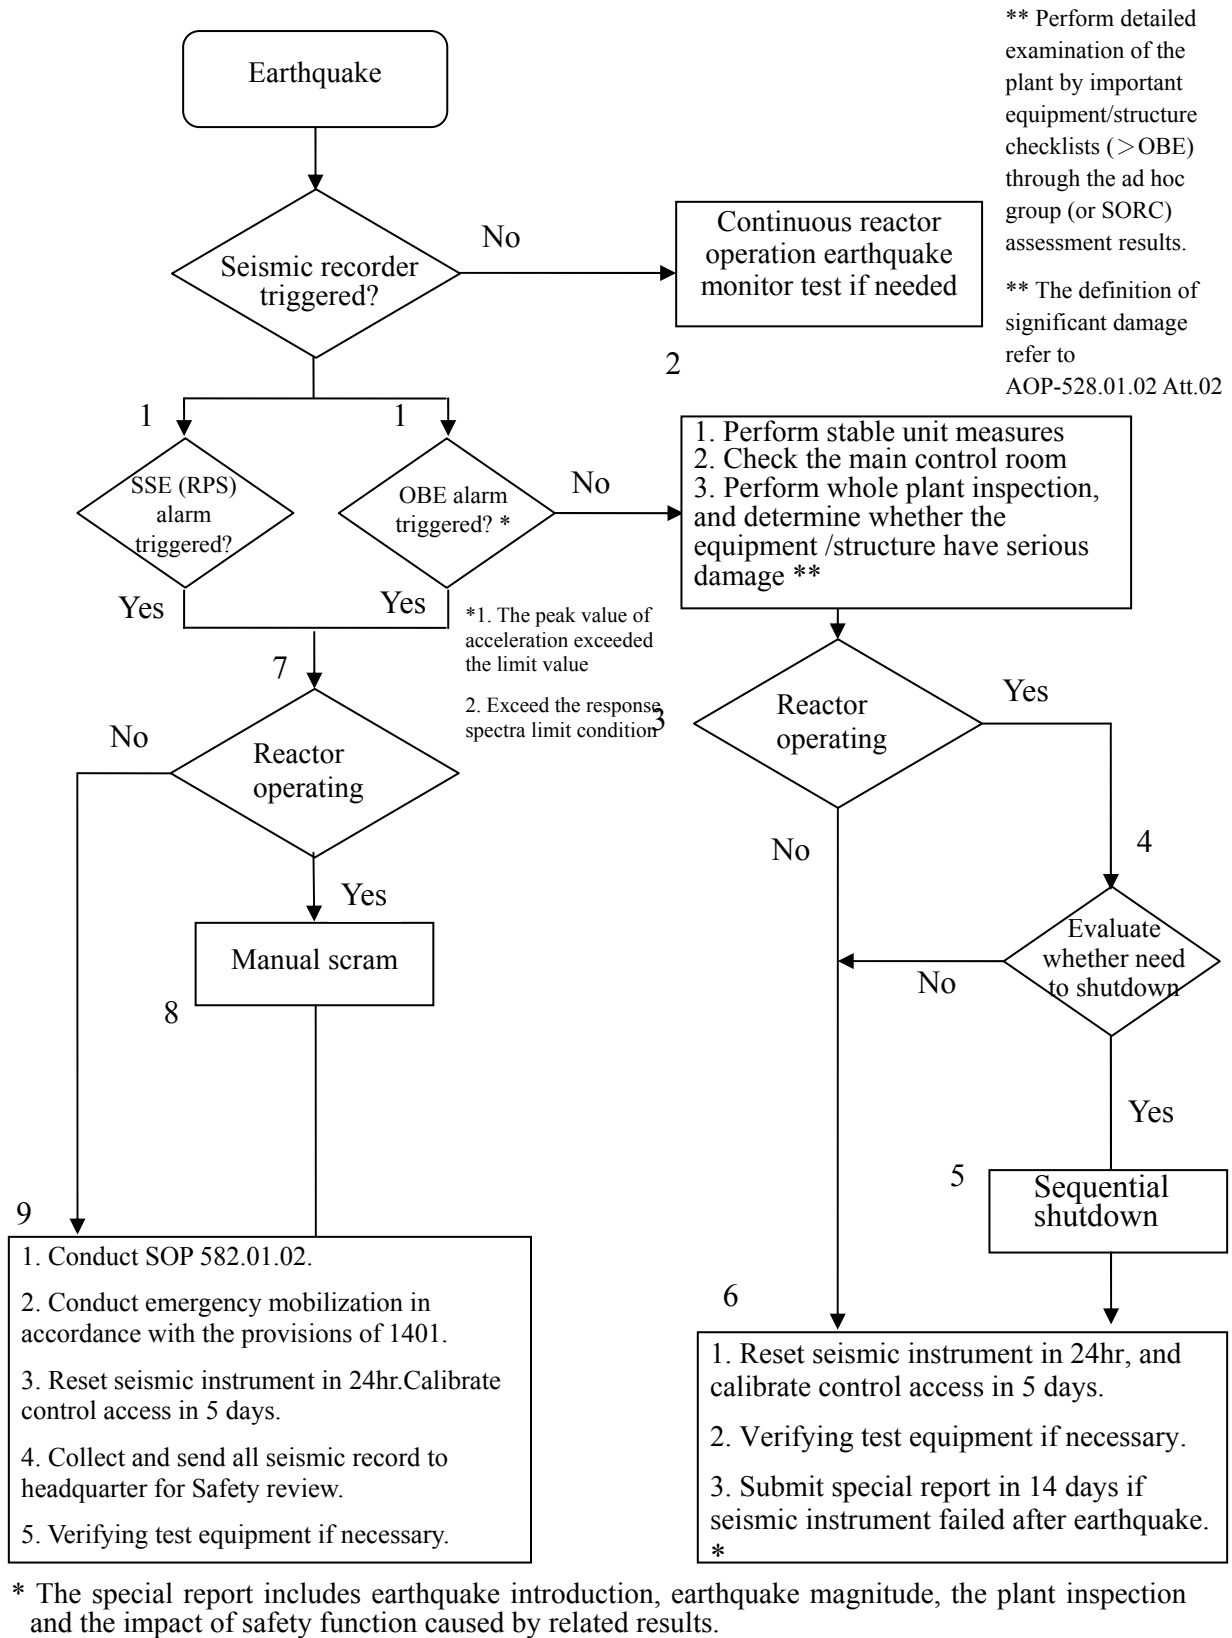 Earthquake
** Perform detailed
examination of the
plant by important
equipment/structure
checklists (＞OBE)
through the ad hoc
group (or SORC)
assessment results.
** The definition of
significant damage
refer to
AOP-528.01.02 Att.02
Seismic recorder
triggered?
No
Continuous reactor
operation earthquake
monitor test if needed
2
1
1
SSE (RPS)
alarm
triggered?
OBE alarm
triggered? *
No
1. Perform stable unit measures
2. Check the main control room
3. Perform whole plant inspection,
and determine whether the
equipment /structure have serious
damage **
Yes
Yes
*1. The peak value of
acceleration exceeded
the limit value
2. Exceed the response
spectra limit condition
7
3
No
Reactor
operating
Reactor
operating
Yes
No
4
Yes
Manual scram
8
Evaluate
whether need
to shutdown
No
Yes
5
Sequential
shutdown
9
1. Conduct SOP 582.01.02.
2. Conduct emergency mobilization in
accordance with the provisions of 1401.
3. Reset seismic instrument in 24hr.Calibrate
control access in 5 days.
4. Collect and send all seismic record to
headquarter for Safety review.
5. Verifying test equipment if necessary.
6
1. Reset seismic instrument in 24hr, and
calibrate control access in 5 days.
2. Verifying test equipment if necessary.
3. Submit special report in 14 days if
seismic instrument failed after earthquake.
*
* The special report includes earthquake introduction, earthquake magnitude, the plant inspection
and the impact of safety function caused by related results.